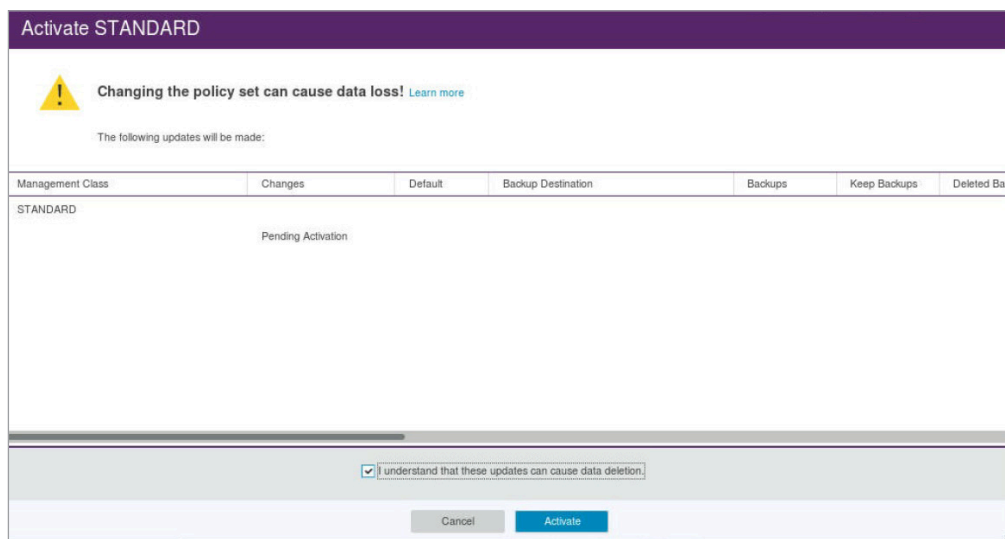 Activate STANDARD
Changing the policy set can cause data loss! Learn more
The following updates will be made:
Management Class Changes Default Backup Destination Backups Keep Backups Deleted Ba
STANDARD
Pending Activation
I understand that these updates can cause data deletion.
Cancel Activate